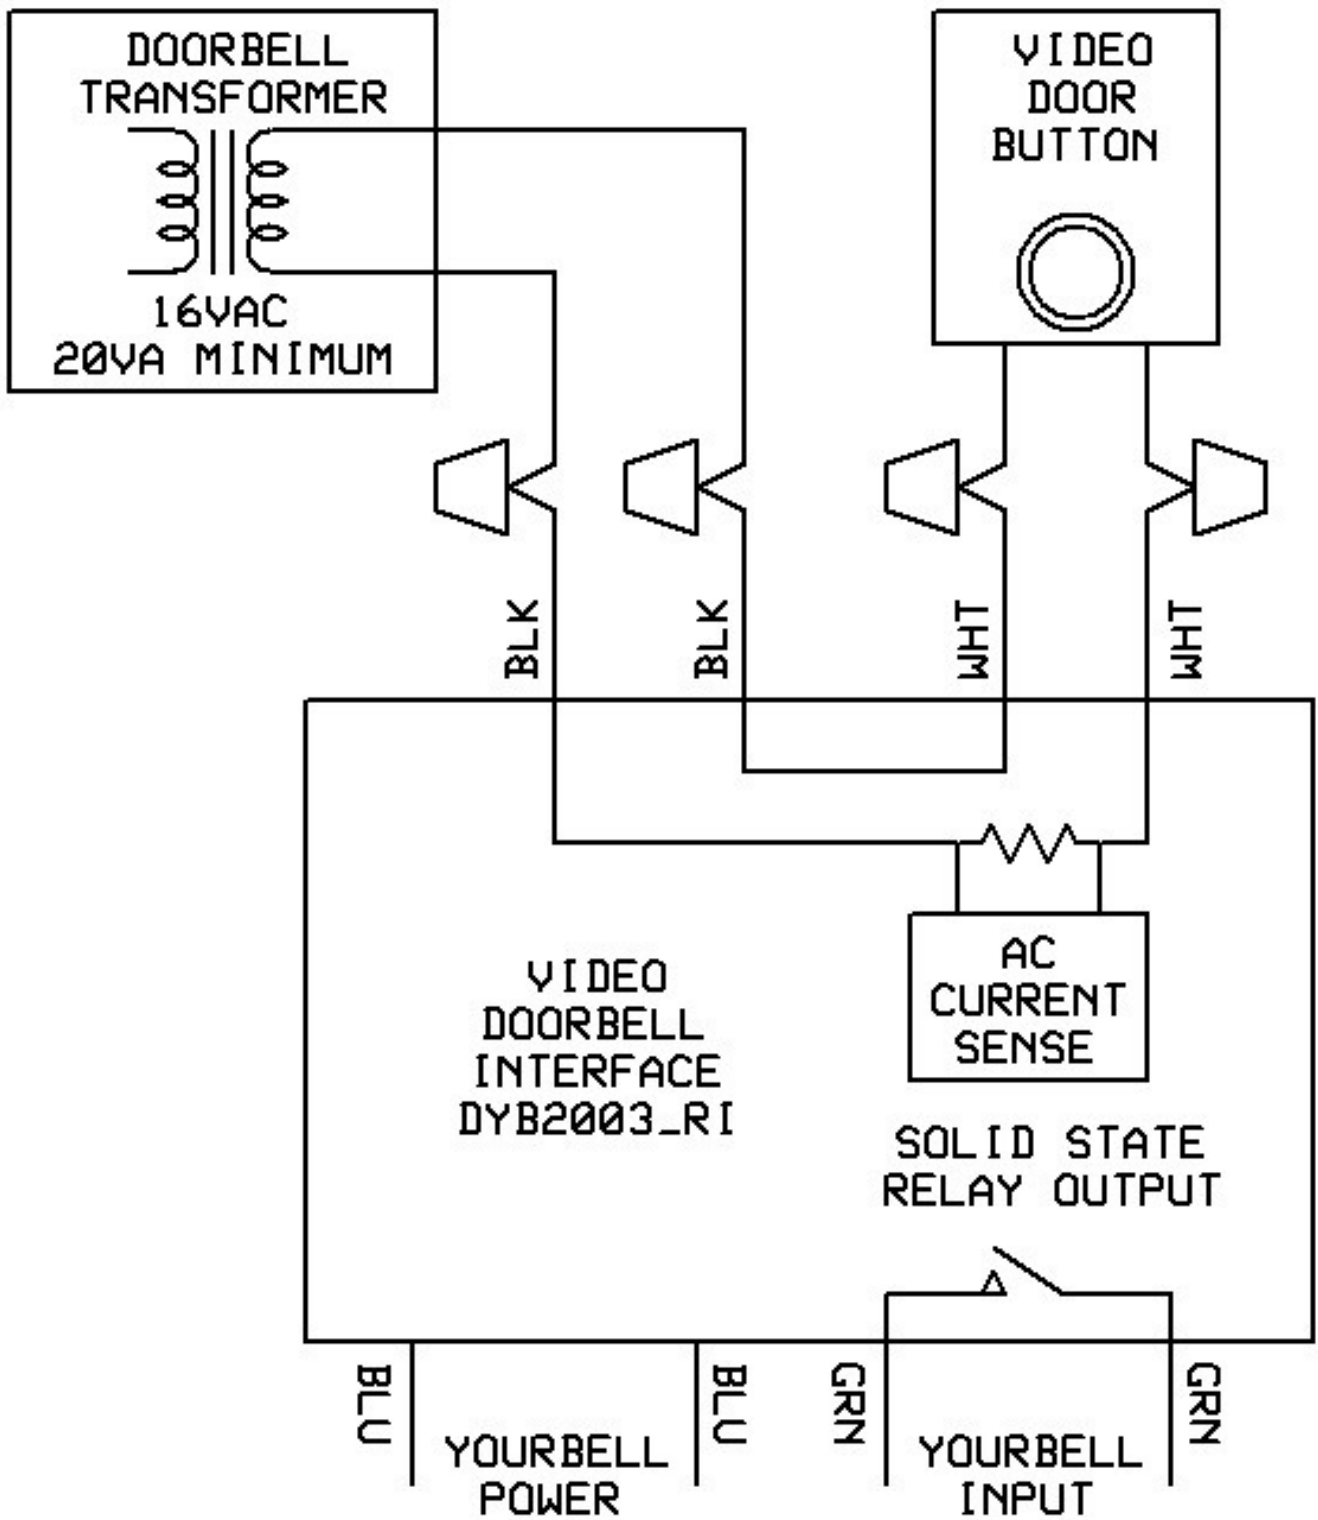 DOORBELL
TRANSFORMER
16VAC
20VA MINIMUM
VIDEO
DOOR
BUTTON
BLK
BLK
WHT
WHT
VIDEO
DOORBELL
INTERFACE
DYB2003_RI
AC
CURRENT
SENSE
SOLID STATE
RELAY OUTPUT
BLU
BLU
GRN
GRN
YOURBELL
POWER
YOURBELL
INPUT